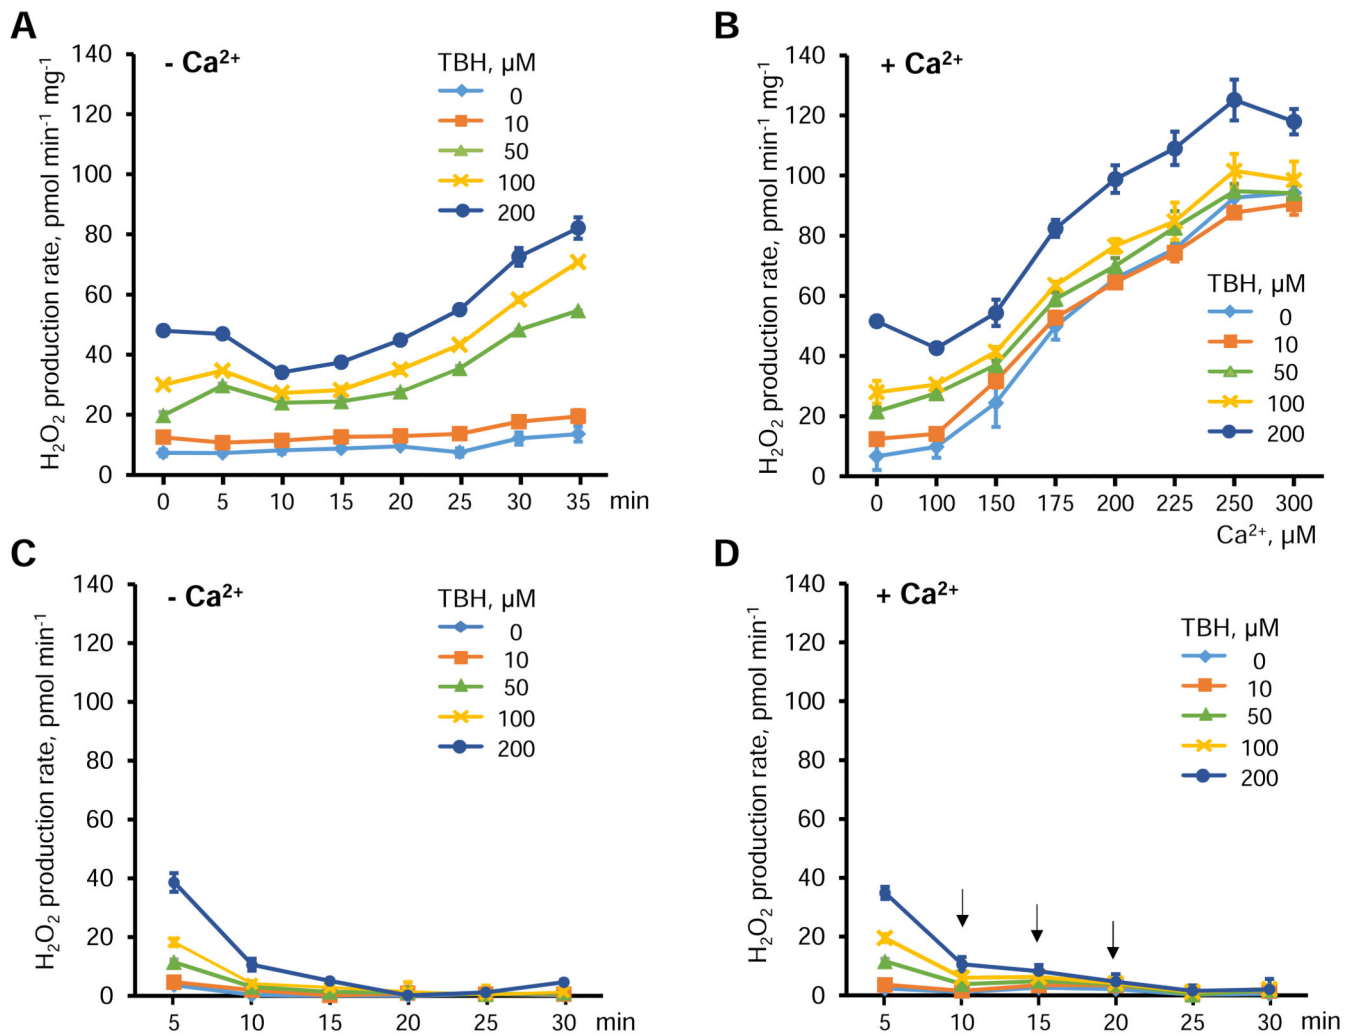 A
- Ca²⁺
H₂O₂ production rate, pmol min⁻¹ mg⁻¹
140
120
100
80
60
40
20
0
TBH, µM
0
10
50
100
200
0 5 10 15 20 25 30 35 min
B
+ Ca²⁺
H₂O₂ production rate, pmol min⁻¹ mg⁻¹
140
120
100
80
60
40
20
0
TBH, µM
0
10
50
100
200
0 100 150 175 200 225 250 300
Ca²⁺, µM
C
- Ca²⁺
H₂O₂ production rate, pmol min⁻¹
140
120
100
80
60
40
20
0
TBH, µM
0
10
50
100
200
5 10 15 20 25 30 min
D
+ Ca²⁺
H₂O₂ production rate, pmol min⁻¹
140
120
100
80
60
40
20
0
TBH, µM
0
10
50
100
200
5 10 15 20 25 30 min